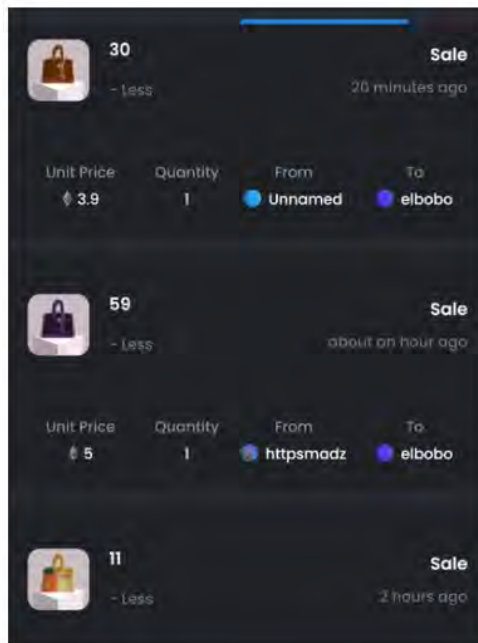 30
Sale
- Less
20 minutes ago
Unit Price Quantity From To
3.9 1 Unnamed elbobo
59
Sale
- Less
about an hour ago
Unit Price Quantity From To
5 1 httpsmadz elbobo
11
Sale
- Less
2 hours ago